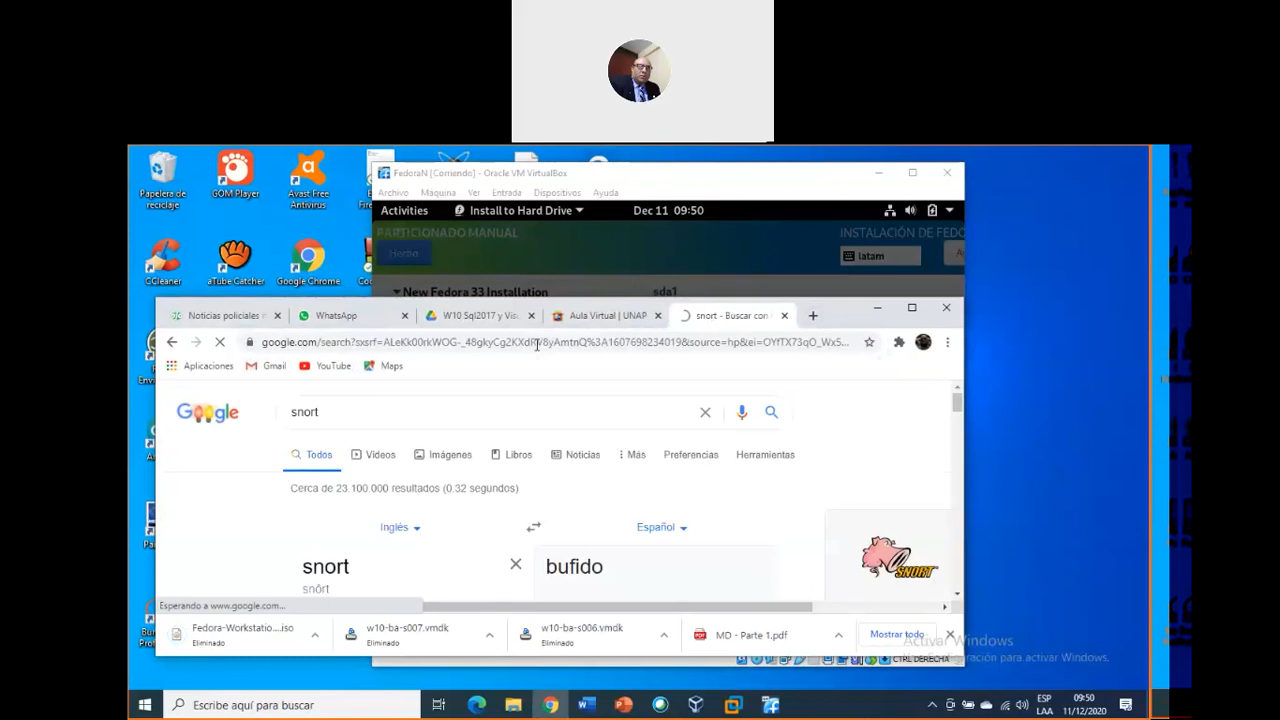 Papelera de
reciclaje
GOM Player
Avast Free
Antivirus
CCleaner
aTube Catcher
Google Chrome
FedoraN [Corriendo] - Oracle VM VirtualBox
Archivo Máquina Ver Entrada Dispositivos Ayuda
Activities Install to Hard Drive Dec 11 09:50
PARTICIONADO MANUAL
INSTALACIÓN DE FEDO
Hecho
latam
New Fedora 33 Installation
sda1
Noticias policiales
WhatsApp
W10 Sql2017 y Vis
Aula Virtual | UNAP
snort - Buscar con
Aplicaciones Gmail YouTube Maps
Google
snort
Todos Videos Imágenes Libros Noticias Más Preferencias Herramientas
Cerca de 23.100.000 resultados (0.32 segundos)
Inglés
Español
snort
bufido
snôrt
SNORT
Esperando a www.google.com...
Fedora-Workstatio....iso
Eliminado
w10-ba-s007.vmdk
Eliminado
w10-ba-s006.vmdk
Eliminado
MD - Parte 1.pdf
Mostrar todo
Activar Windows
CTRL DERECHA
Escribe aquí para buscar
ESP
LAA
09:50
11/12/2020